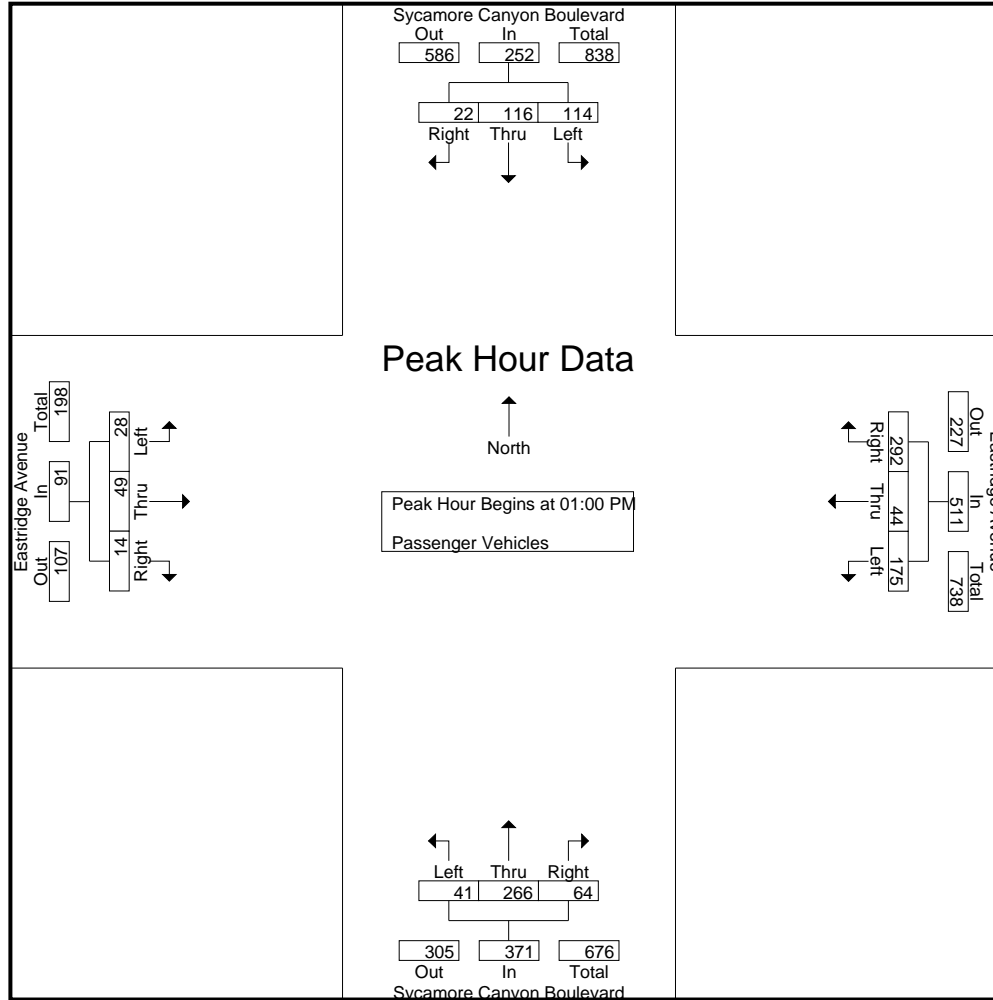 Sycamore Canyon Boulevard
Out In Total
586 252 838
22 116 114
Right Thru Left
Peak Hour Data
North
Peak Hour Begins at 01:00 PM
Passenger Vehicles
Eastridge Avenue
Total In Out
198 91 107
28 49 14
Left Thru Right
Out In Total
227 511 738
292 44 175
Right Thru Left
Left Thru Right
41 266 64
305 371 676
Out In Total
Sycamore Canyon Boulevard